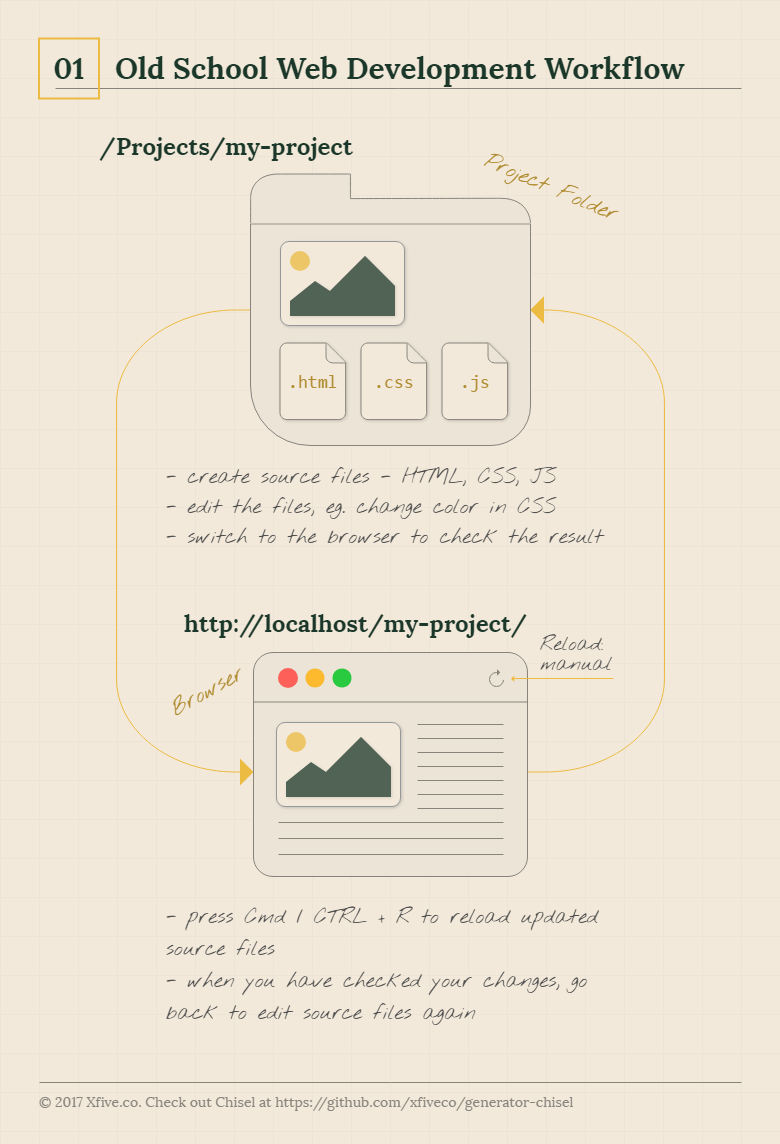 01 Old School Web Development Workflow
/Projects/my-project
Project Folder
.html .css .js
- create source files - HTML, CSS, JS
- edit the files, eg. change color in CSS
- switch to the browser to check the result
http://localhost/my-project/
Reload
manual
Browser
- press Cmd / CTRL + R to reload updated
source files
- when you have checked your changes, go
back to edit source files again
© 2017 Xfive.co. Check out Chisel at https://github.com/xfiveco/generator-chisel